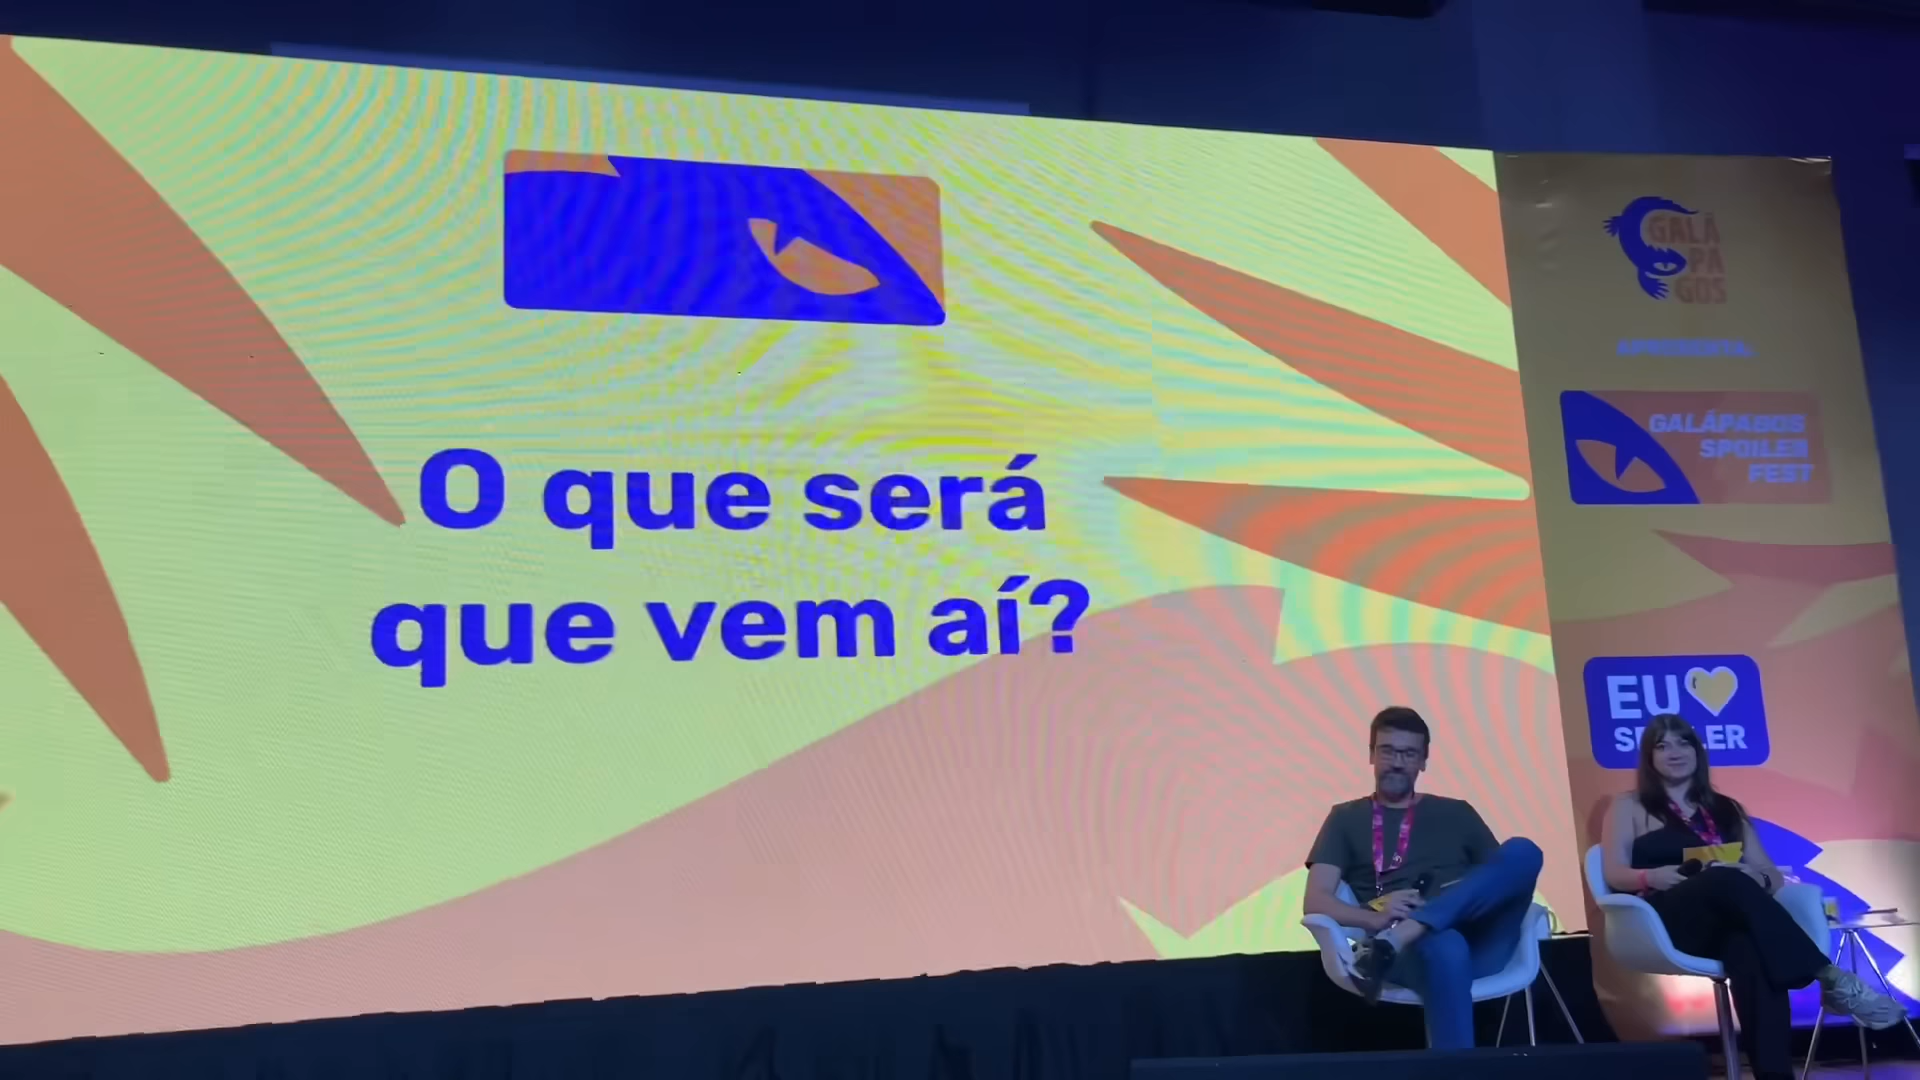 O que será
que vem aí?
GALÁ
PA
GOS
APRESENTA
GALÁPAGOS
SPOILER
FEST
EU